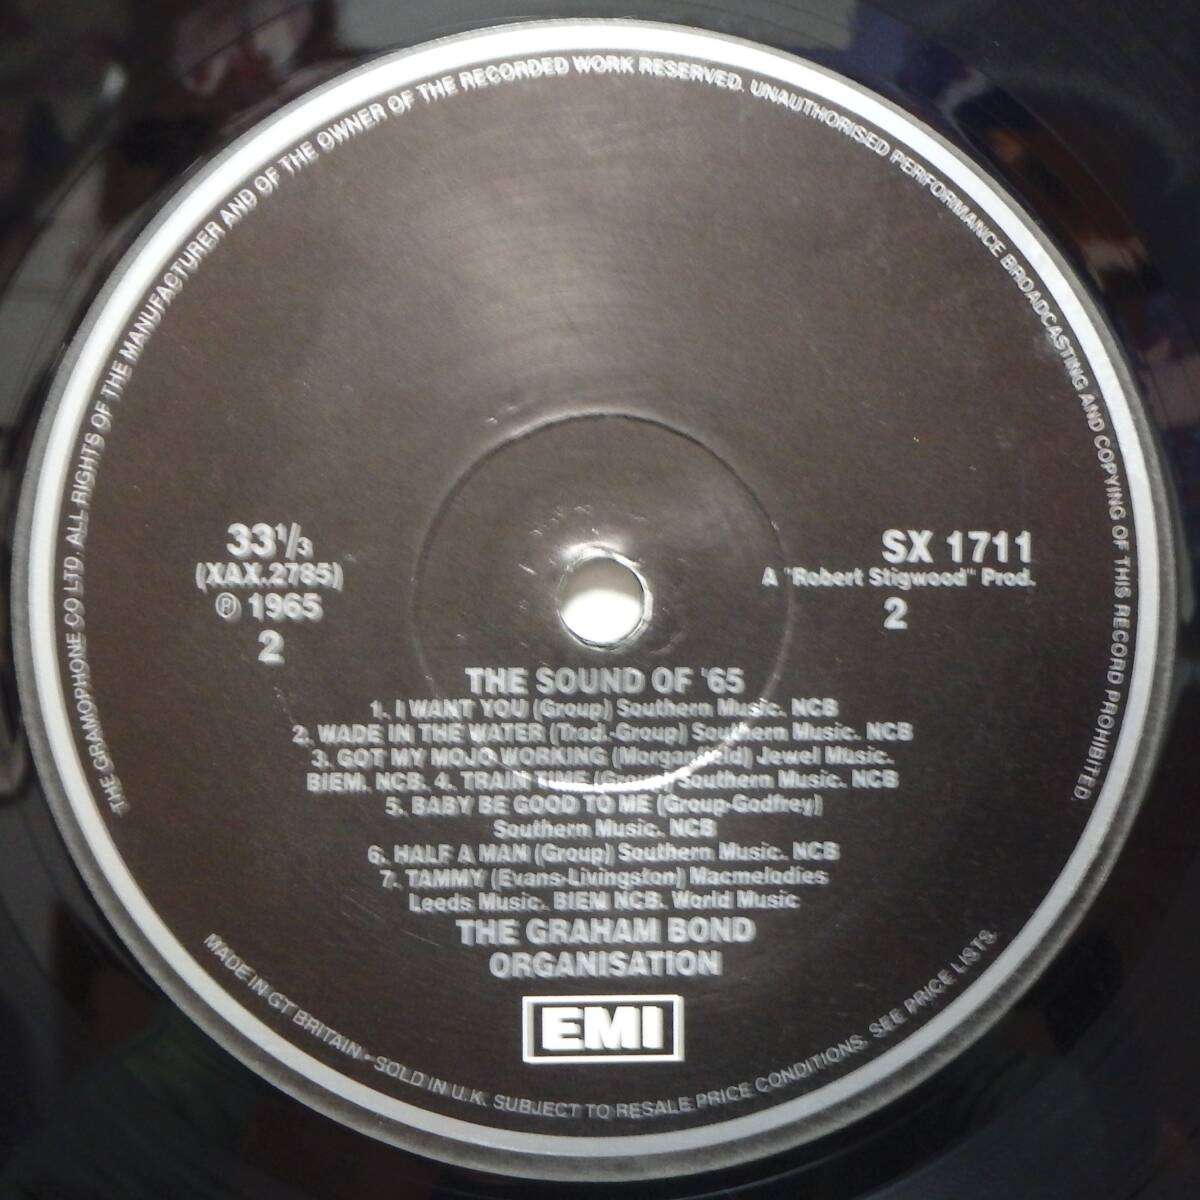 THE GRAMOPHONE CO LTD. ALL RIGHTS OF THE MANUFACTURER AND OF THE OWNER OF THE RECORDED WORK RESERVED. UNAUTHORISED PERFORMANCE BROADCASTING AND COPYING OF THIS RECORD PROHIBITED.
33⅓
(XAX.2785)
℗ 1965
2
SX 1711
A "Robert Stigwood" Prod.
2
THE SOUND OF '65
1. I WANT YOU (Group) Southern Music. NCB
2. WADE IN THE WATER (Trad.-Group) Southern Music. NCB
3. GOT MY MOJO WORKING (Morganfield) Jewel Music.
BIEM. NCB. 4. TRAIN TIME (Group) Southern Music. NCB
5. BABY BE GOOD TO ME (Group-Godfrey)
Southern Music. NCB
6. HALF A MAN (Group) Southern Music. NCB
7. TAMMY (Evans-Livingston) Macmelodies
Leeds Music. BIEM NCB. World Music
THE GRAHAM BOND
ORGANISATION
EMI
MADE IN GT BRITAIN • SOLD IN U.K. SUBJECT TO RESALE PRICE CONDITIONS. SEE PRICE LISTS.